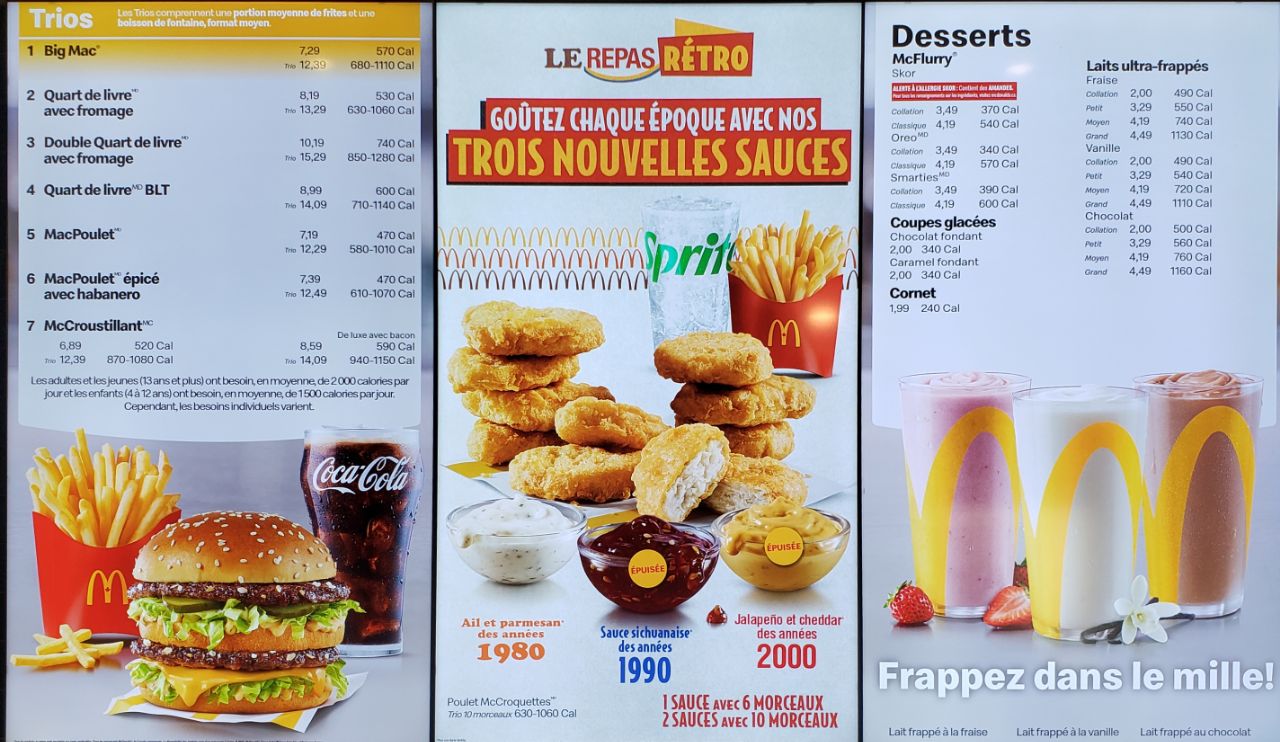 Trios
Les Trios comprennent une portion moyenne de frites et une
boisson de fontaine, format moyen.
1 Big Mac® 7,29 570 Cal
Trio 12,39 680-1110 Cal
2 Quart de livreMD 8,19 530 Cal
avec fromage Trio 13,29 630-1060 Cal
3 Double Quart de livreMD 10,19 740 Cal
avec fromage Trio 15,29 850-1280 Cal
4 Quart de livreMD BLT 8,99 600 Cal
Trio 14,09 710-1140 Cal
5 MacPouletMD 7,19 470 Cal
Trio 12,29 580-1010 Cal
6 MacPouletMD épicé 7,39 470 Cal
avec habanero Trio 12,49 610-1070 Cal
7 McCroustillantMC
De luxe avec bacon
6,89 520 Cal 8,59 590 Cal
Trio 12,39 870-1080 Cal Trio 14,09 940-1150 Cal
Les adultes et les jeunes (13 ans et plus) ont besoin, en moyenne, de 2 000 calories par
jour et les enfants (4 à 12 ans) ont besoin, en moyenne, de 1 500 calories par jour.
Cependant, les besoins individuels varient.
Coca-Cola
LE REPAS RÉTRO
GOÛTEZ CHAQUE ÉPOQUE AVEC NOS
TROIS NOUVELLES SAUCES
Sprite
ÉPUISÉE
ÉPUISÉE
Ail et parmesan
des années
1980
Sauce sichuanaise
des années
1990
Jalapeño et cheddar
des années
2000
Poulet McCroquettesMD
Trio 10 morceaux 630-1060 Cal
1 SAUCE AVEC 6 MORCEAUX
2 SAUCES AVEC 10 MORCEAUX
Desserts
McFlurry®
Skor
ALERTE À L'ALLERGIE SKOR : Contient des AMANDES.
Collation 3,49 370 Cal
Classique 4,19 540 Cal
OreoMD
Collation 3,49 340 Cal
Classique 4,19 570 Cal
SmartiesMD
Collation 3,49 390 Cal
Classique 4,19 600 Cal
Coupes glacées
Chocolat fondant
2,00 340 Cal
Caramel fondant
2,00 340 Cal
Cornet
1,99 240 Cal
Laits ultra-frappés
Fraise
Collation 2,00 490 Cal
Petit 3,29 550 Cal
Moyen 4,19 740 Cal
Grand 4,49 1130 Cal
Vanille
Collation 2,00 490 Cal
Petit 3,29 540 Cal
Moyen 4,19 720 Cal
Grand 4,49 1110 Cal
Chocolat
Collation 2,00 500 Cal
Petit 3,29 560 Cal
Moyen 4,19 760 Cal
Grand 4,49 1160 Cal
Frappez dans le mille!
Lait frappé à la fraise Lait frappé à la vanille Lait frappé au chocolat